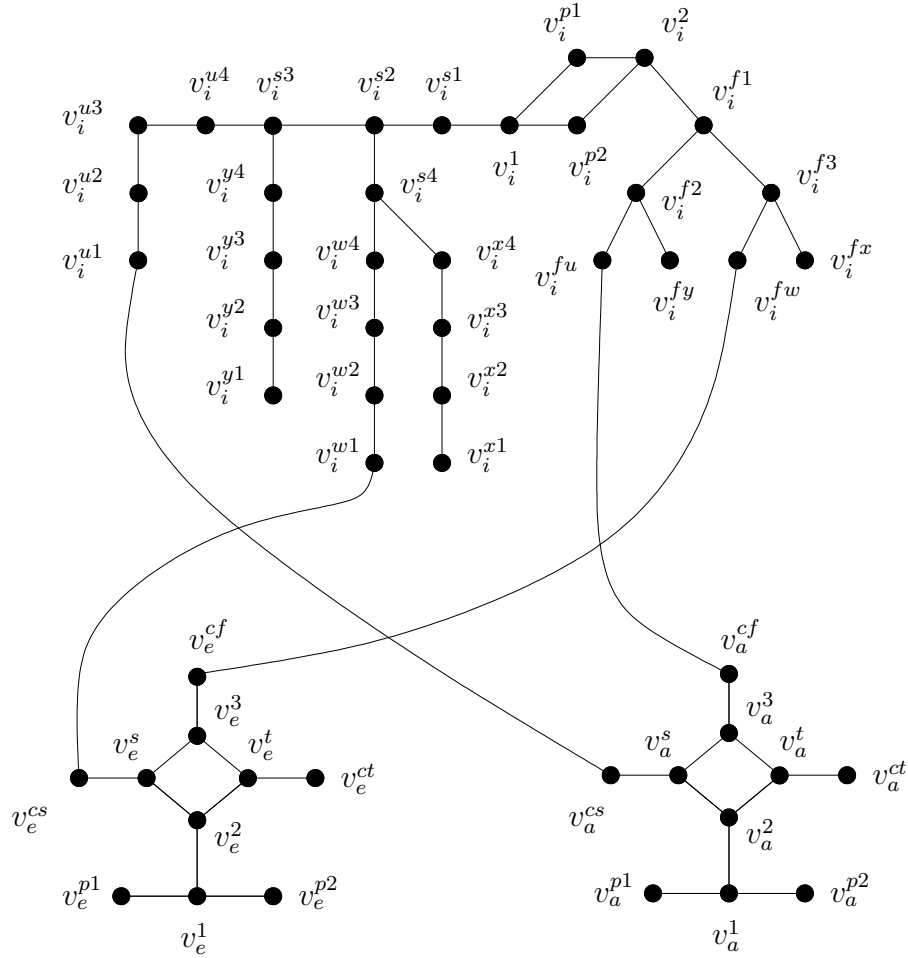 v_i^{p1} v_i^2
v_i^{u4} v_i^{s3} v_i^{s2} v_i^{s1} v_i^{f1}
v_i^{u3}
v_i^1 v_i^{p2}
v_i^{u2} v_i^{y4} v_i^{s4} v_i^{f2} v_i^{f3}
v_i^{u1} v_i^{y3} v_i^{w4} v_i^{x4} v_i^{fu} v_i^{fy} v_i^{fw} v_i^{fx}
v_i^{y2} v_i^{w3} v_i^{x3}
v_i^{y1} v_i^{w2} v_i^{x2}
v_i^{w1} v_i^{x1}
v_e^{cf} v_a^{cf}
v_e^3 v_a^3
v_e^s v_e^t v_a^s v_a^t
v_e^{cs} v_e^{ct} v_a^{cs} v_a^{ct}
v_e^2 v_a^2
v_e^{p1} v_e^{p2} v_a^{p1} v_a^{p2}
v_e^1 v_a^1